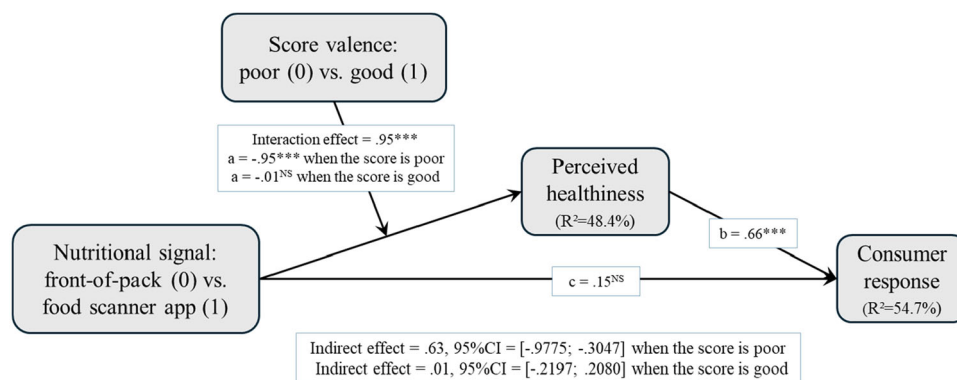 Score valence:
poor (0) vs. good (1)
Interaction effect = .95***
a = -.95*** when the score is poor
a = -.01NS when the score is good
Perceived
healthiness
(R²=48.4%)
b = .66***
Nutritional signal:
front-of-pack (0) vs.
food scanner app (1)
c = .15NS
Consumer
response
(R²=54.7%)
Indirect effect = .63, 95%CI = [-.9775; -.3047] when the score is poor
Indirect effect = .01, 95%CI = [-.2197; .2080] when the score is good